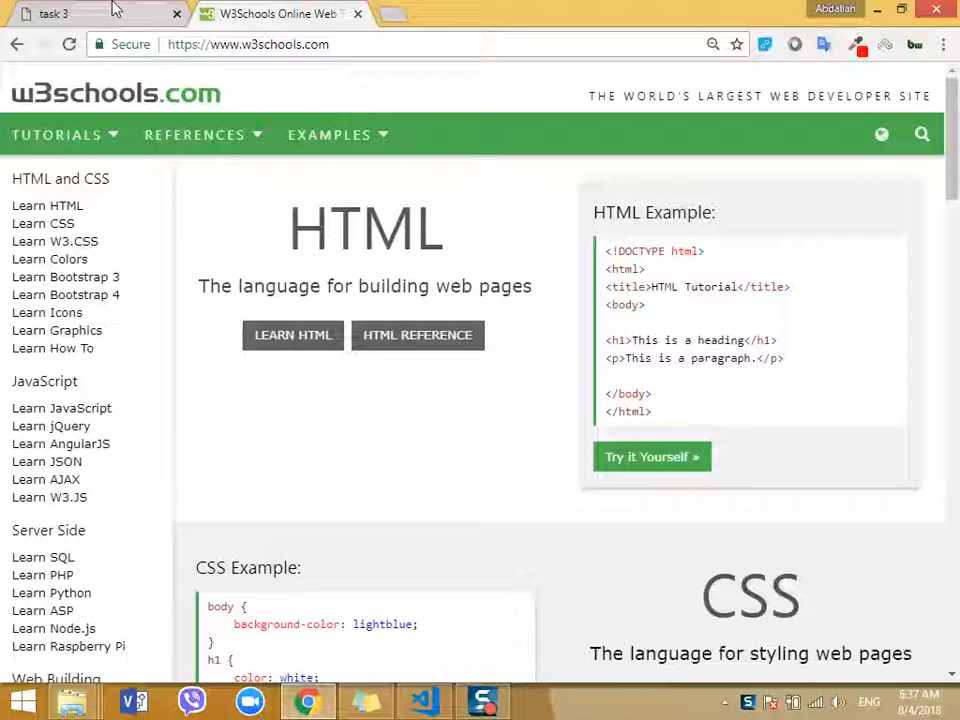 task 3
W3Schools Online Web T
Abdallah
Secure
https://www.w3schools.com
bw
w3schools.com
THE WORLD'S LARGEST WEB DEVELOPER SITE
TUTORIALS
REFERENCES
EXAMPLES
HTML and CSS
Learn HTML
Learn CSS
Learn W3.CSS
Learn Colors
Learn Bootstrap 3
Learn Bootstrap 4
Learn Icons
Learn Graphics
Learn How To
JavaScript
Learn JavaScript
Learn jQuery
Learn AngularJS
Learn JSON
Learn AJAX
Learn W3.JS
Server Side
Learn SQL
Learn PHP
Learn Python
Learn ASP
Learn Node.js
Learn Raspberry Pi
Web Building
HTML
The language for building web pages
LEARN HTML
HTML REFERENCE
HTML Example:
<!DOCTYPE html>
<html>
<title>HTML Tutorial</title>
<body>
<h1>This is a heading</h1>
<p>This is a paragraph.</p>
</body>
</html>
Try it Yourself »
CSS Example:
body {
background-color: lightblue;
}
h1 {
color: white;
CSS
The language for styling web pages
ENG
6:37 AM
8/4/2018